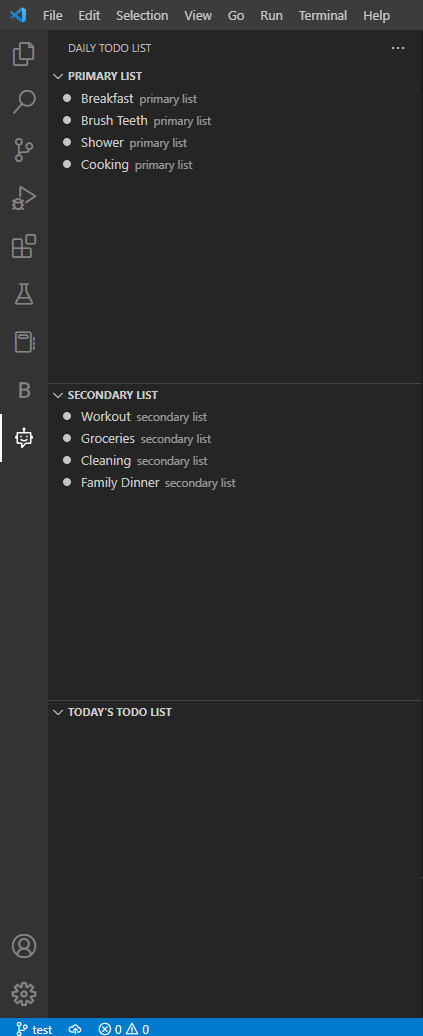 File Edit Selection View Go Run Terminal Help
DAILY TODO LIST
PRIMARY LIST
Breakfast primary list
Brush Teeth primary list
Shower primary list
Cooking primary list
B
SECONDARY LIST
Workout secondary list
Groceries secondary list
Cleaning secondary list
Family Dinner secondary list
TODAY'S TODO LIST
test 0 0